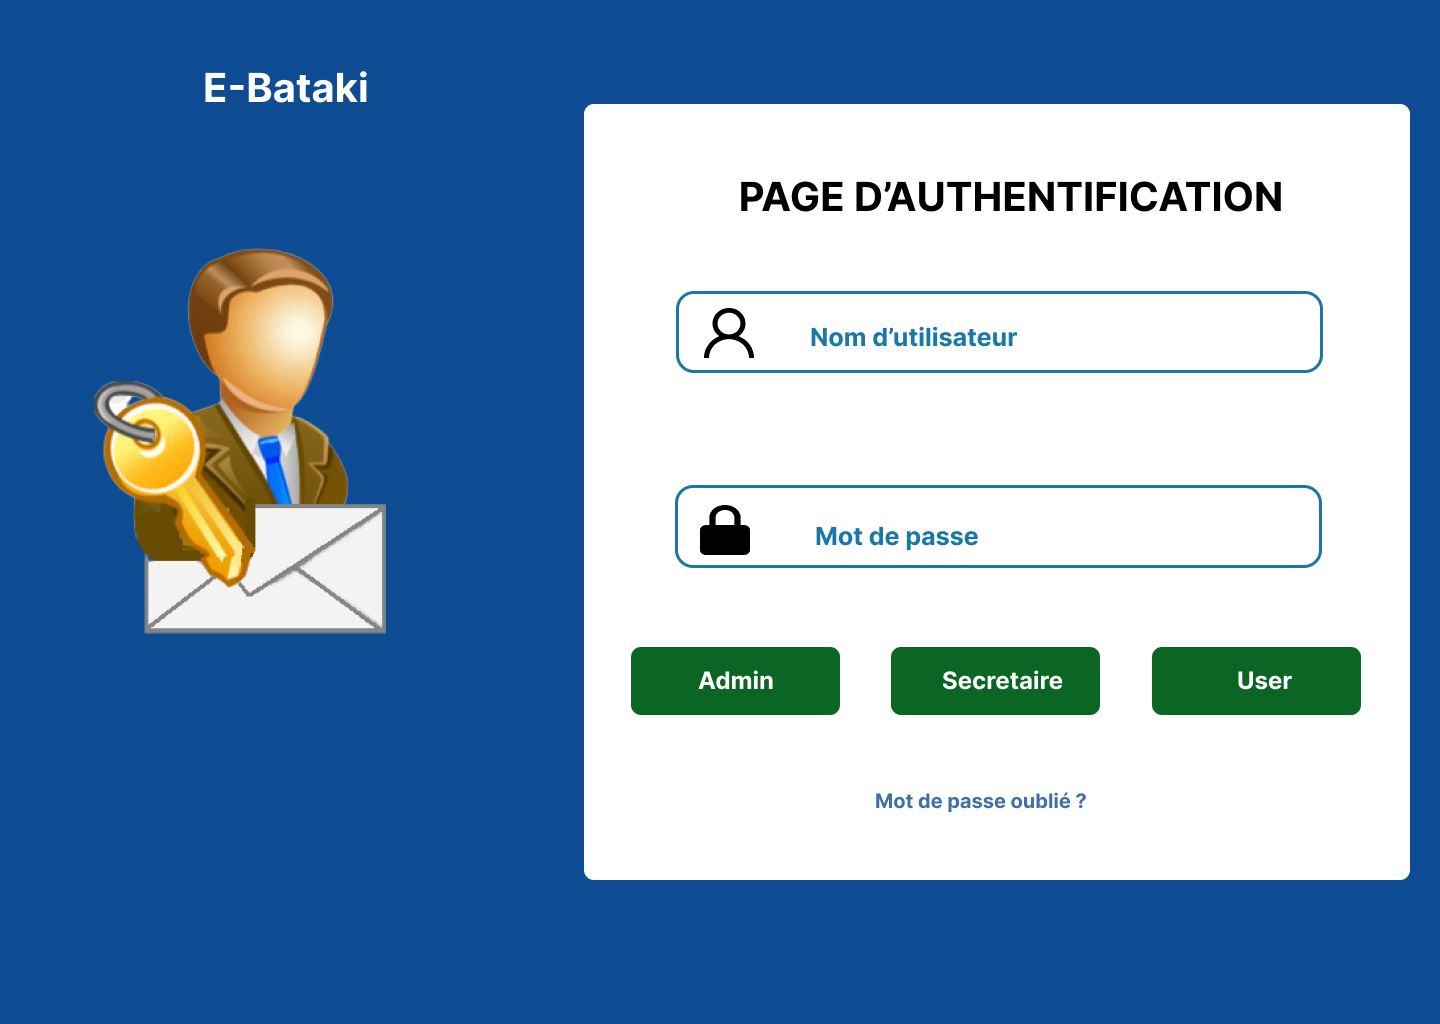 E-Bataki
PAGE D’AUTHENTIFICATION
Nom d’utilisateur
Mot de passe
Admin
Secretaire
User
Mot de passe oublié ?